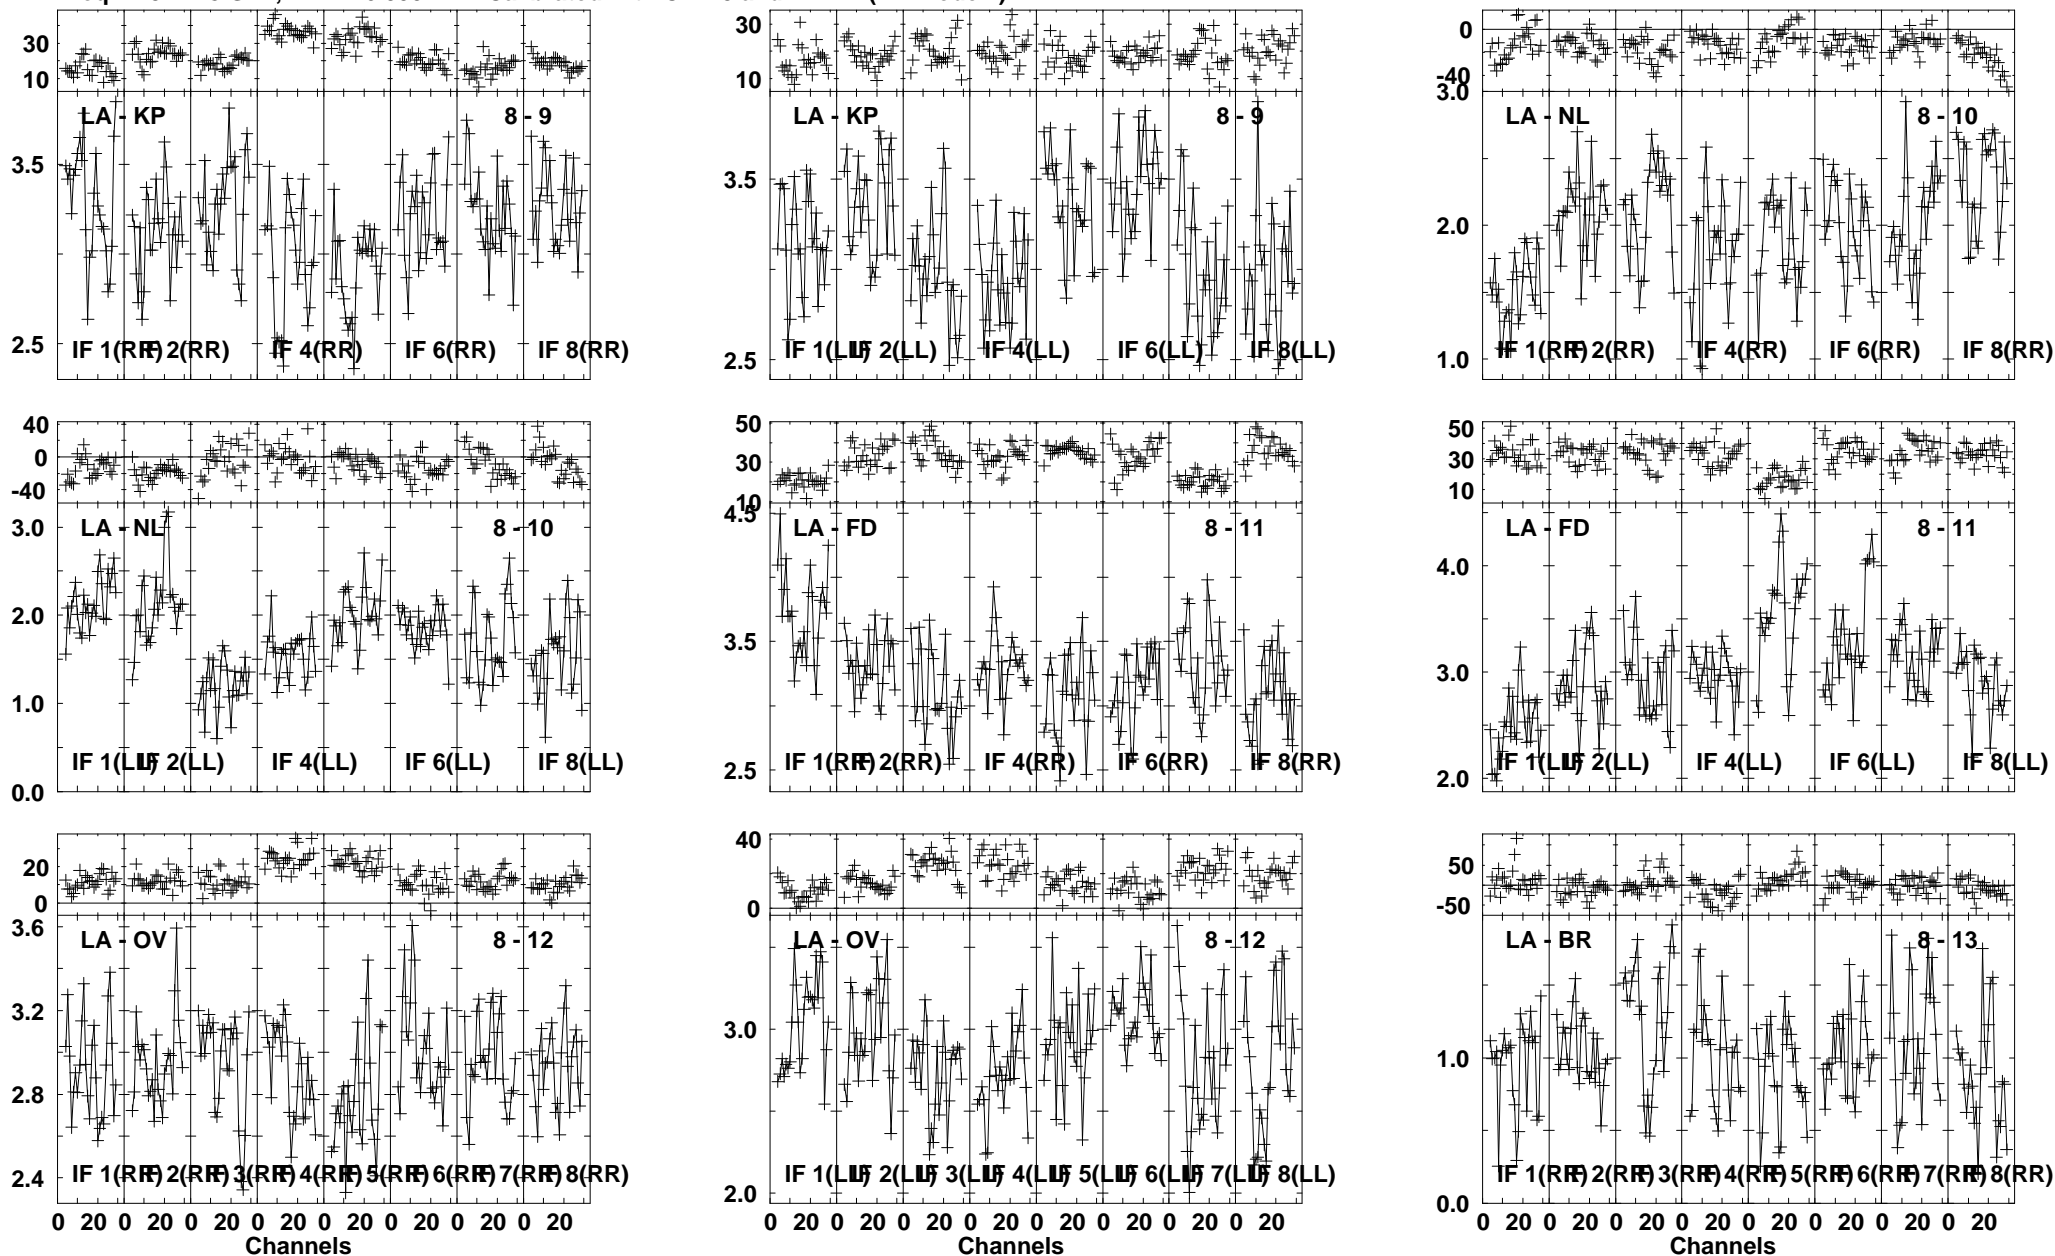 30 30 0
10 10 -40
3.0
LA - KP 8 - 9 LA - KP 8 - 9 LA - NL 8 - 10
3.5 3.5 2.0
2.5 2.5 1.0
IF 1(RR) IF 2(RR) IF 4(RR) IF 6(RR) IF 8(RR) IF 1(LL) IF 2(LL) IF 4(LL) IF 6(LL) IF 8(LL) IF 1(RR) IF 2(RR) IF 4(RR) IF 6(RR) IF 8(RR)
40 50 50
0 30 30
-40 10 10
3.0 4.5
LA - NL 8 - 10 LA - FD 8 - 11 LA - FD 8 - 11
2.0 3.5 4.0
1.0 3.0
0.0 2.5 2.0
IF 1(LL) IF 2(LL) IF 4(LL) IF 6(LL) IF 8(LL) IF 1(RR) IF 2(RR) IF 4(RR) IF 6(RR) IF 8(RR) IF 1(LL) IF 2(LL) IF 4(LL) IF 6(LL) IF 8(LL)
20 40 50
0 0 -50
3.6
LA - OV 8 - 12 LA - OV 8 - 12 LA - BR 8 - 13
3.2 3.0 1.0
2.8
2.4 2.0 0.0
IF 1(RR) IF 2(RR) IF 3(RR) IF 4(RR) IF 5(RR) IF 6(RR) IF 7(RR) IF 8(RR) IF 1(LL) IF 2(LL) IF 3(LL) IF 4(LL) IF 5(LL) IF 6(LL) IF 7(LL) IF 8(LL) IF 1(RR) IF 2(RR) IF 3(RR) IF 4(RR) IF 5(RR) IF 6(RR) IF 7(RR) IF 8(RR)
0 20 0 20 0 20 0 20 0 20 0 20 0 20 0 20 0 20 0 20 0 20 0 20 0 20 0 20 0 20 0 20 0 20 0 20 0 20 0 20 0 20 0 20 0 20 0 20
Channels Channels Channels